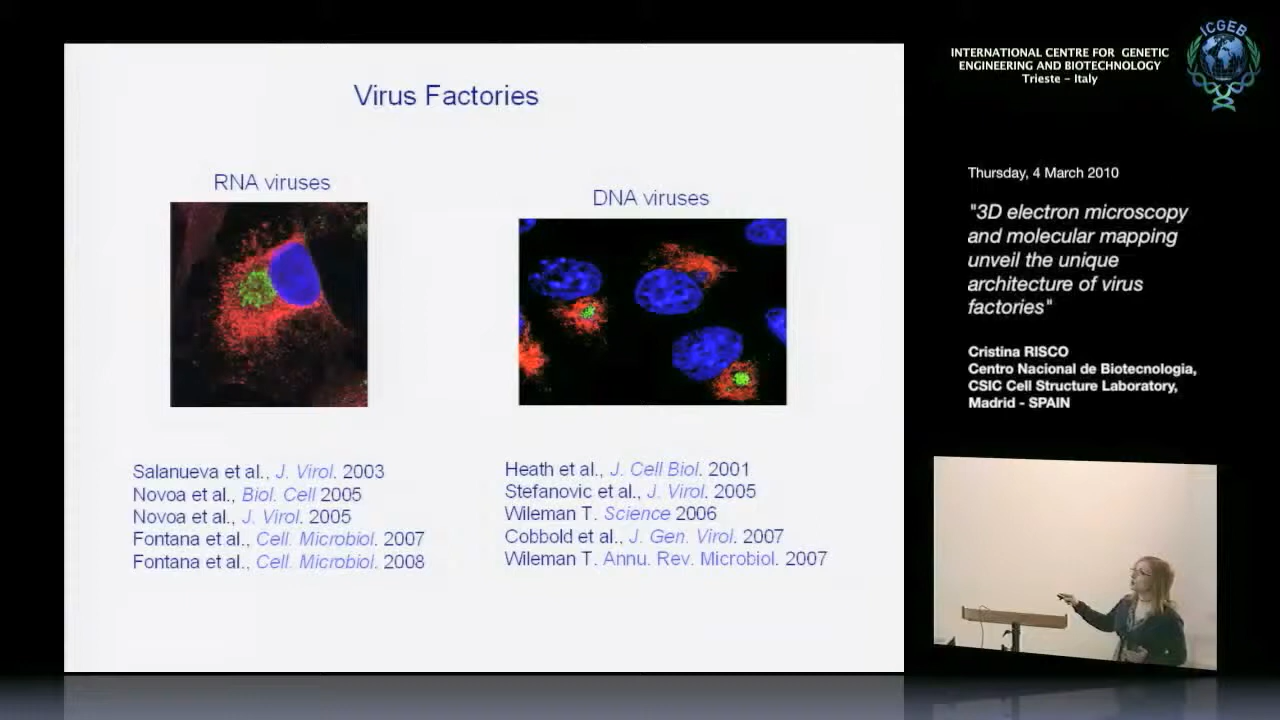 Virus Factories
RNA viruses
DNA viruses
Salanueva et al., J. Virol. 2003
Novoa et al., Biol. Cell 2005
Novoa et al., J. Virol. 2005
Fontana et al., Cell. Microbiol. 2007
Fontana et al., Cell. Microbiol. 2008
Heath et al., J. Cell Biol. 2001
Stefanovic et al., J. Virol. 2005
Wileman T. Science 2006
Cobbold et al., J. Gen. Virol. 2007
Wileman T. Annu. Rev. Microbiol. 2007
INTERNATIONAL CENTRE FOR GENETIC
ENGINEERING AND BIOTECHNOLOGY
Trieste - Italy
ICGEB
Thursday, 4 March 2010
"3D electron microscopy
and molecular mapping
unveil the unique
architecture of virus
factories"
Cristina RISCO
Centro Nacional de Biotecnologia,
CSIC Cell Structure Laboratory,
Madrid - SPAIN